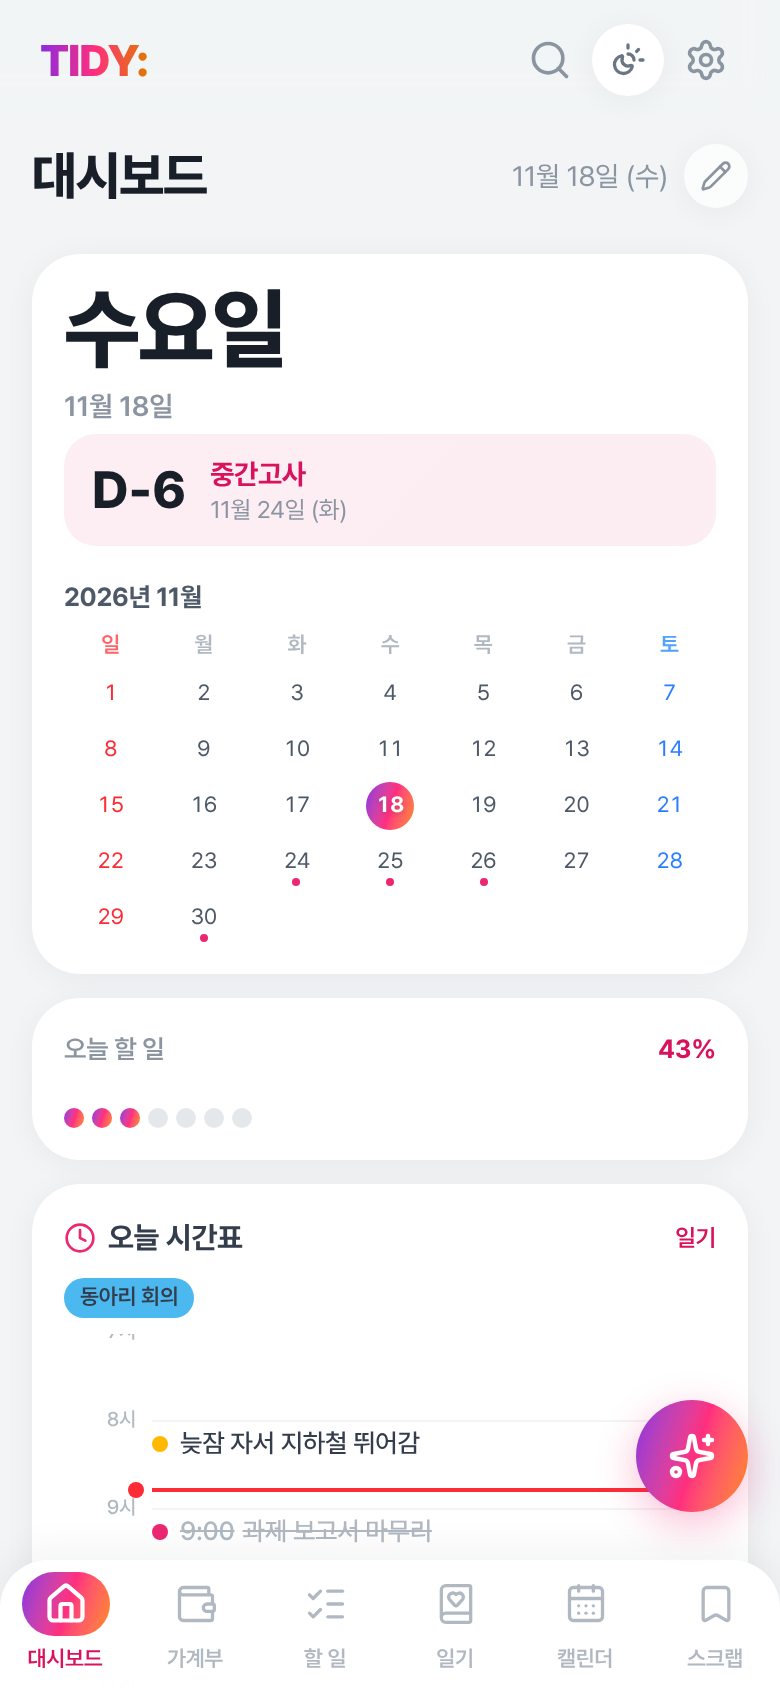 TIDY:
대시보드
11월 18일 (수)
수요일
11월 18일
D-6
중간고사
11월 24일 (화)
2026년 11월
일 월 화 수 목 금 토
1 2 3 4 5 6 7
8 9 10 11 12 13 14
15 16 17 18 19 20 21
22 23 24 25 26 27 28
29 30
오늘 할 일
43%
오늘 시간표
일기
동아리 회의
8시
늦잠 자서 지하철 뛰어감
9시
9:00 과제 보고서 마무리
대시보드
가계부
할 일
일기
캘린더
스크랩